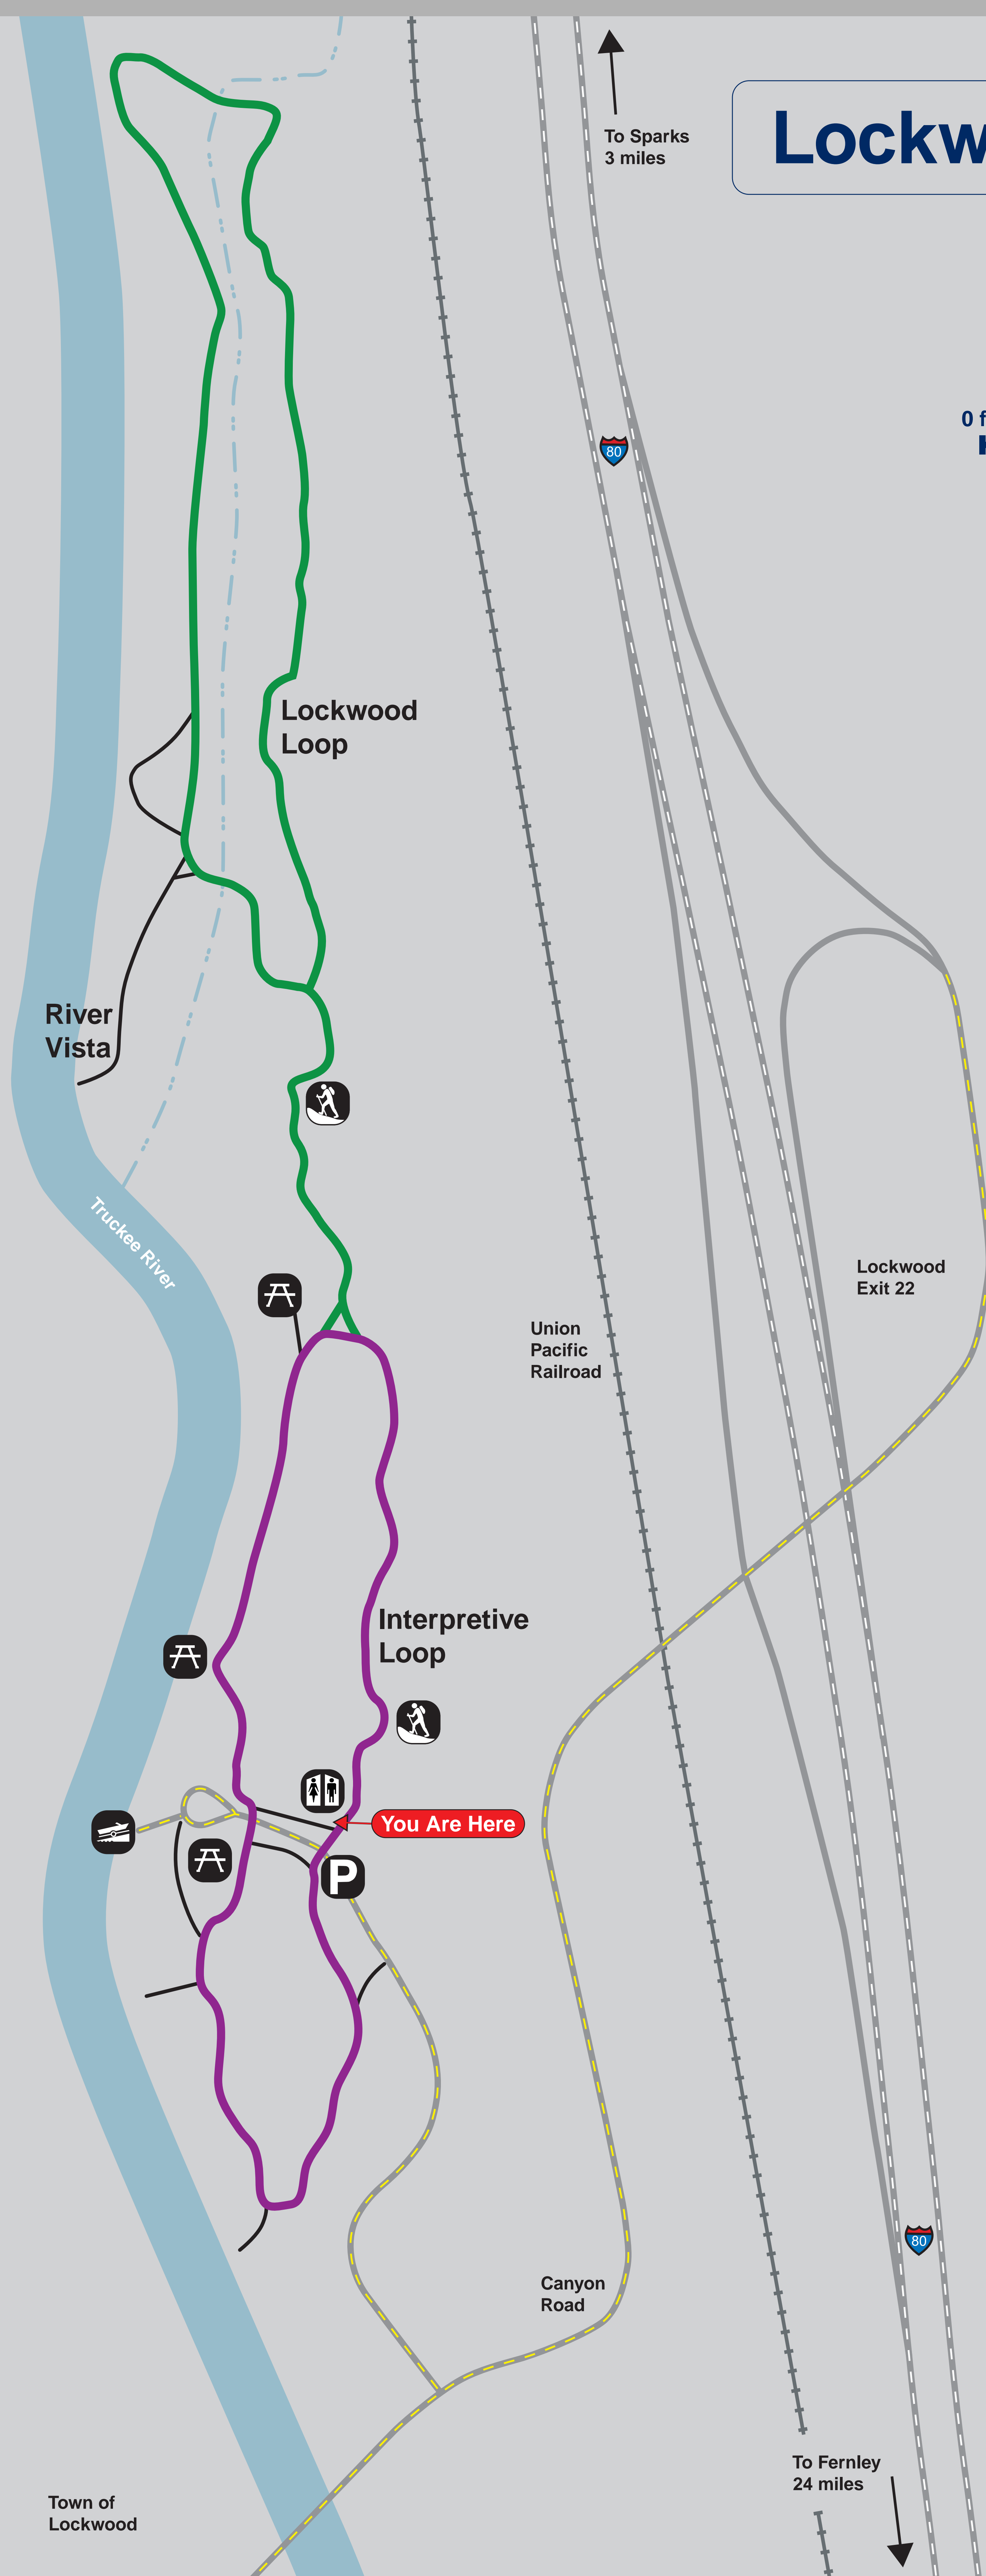 To Sparks
3 miles
Lockw
0 f
80
Lockwood
Loop
River
Vista
Truckee River
Lockwood
Exit 22
Union
Pacific
Railroad
Interpretive
Loop
You Are Here
P
80
Canyon
Road
To Fernley
24 miles
Town of
Lockwood